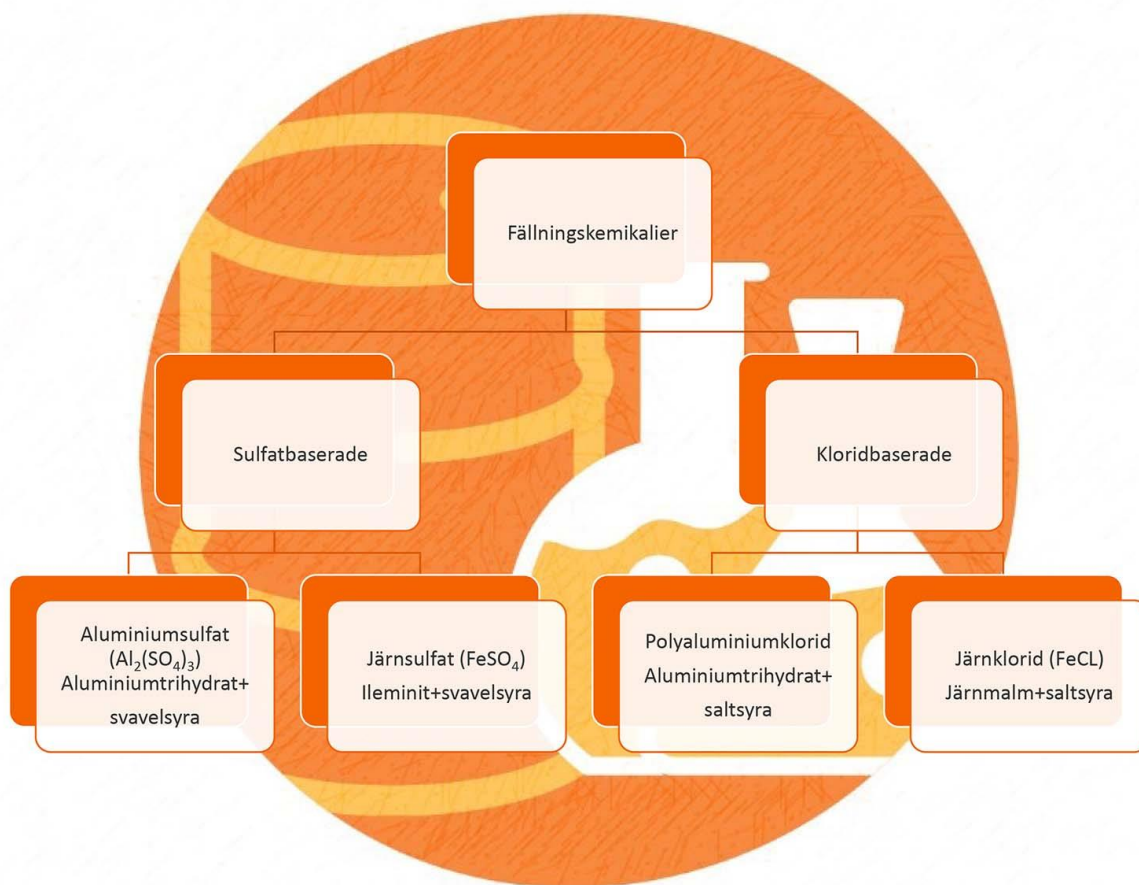 Fällningskemikalier
Sulfatbaserade
Kloridbaserade
Aluminiumsulfat
(Al₂(SO₄)₃)
Aluminiumtrihydrat+
svavelsyra
Järnsulfat (FeSO₄)
Ileminit+svavelsyra
Polyaluminiumklorid
Aluminiumtrihydrat+
saltsyra
Järnklorid (FeCL)
Järnmalm+saltsyra